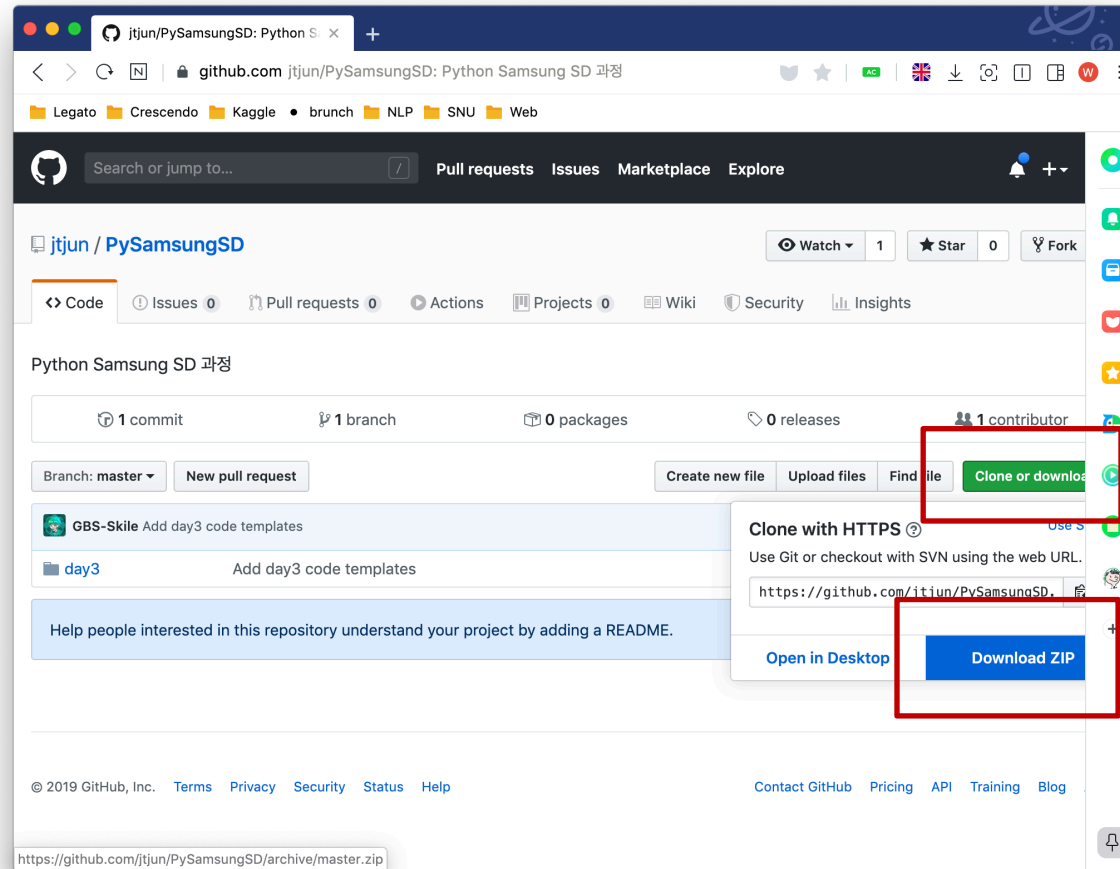 jtjun/PySamsungSD: Python S
N github.com jtjun/PySamsungSD: Python Samsung SD 과정 AC W
Legato Crescendo Kaggle brunch NLP SNU Web
Search or jump to... / Pull requests Issues Marketplace Explore
jtjun / PySamsungSD Watch 1 Star 0 Fork
Code Issues 0 Pull requests 0 Actions Projects 0 Wiki Security Insights
Python Samsung SD 과정
1 commit 1 branch 0 packages 0 releases 1 contributor
Branch: master New pull request Create new file Upload files Find ile Clone or downloa
GBS-Skile Add day3 code templates
Clone with HTTPS Use S
Use Git or checkout with SVN using the web URL.
day3 Add day3 code templates
https://github.com/jtjun/PySamsungSD.
Help people interested in this repository understand your project by adding a README.
Open in Desktop Download ZIP
© 2019 GitHub, Inc. Terms Privacy Security Status Help Contact GitHub Pricing API Training Blog
https://github.com/jtjun/PySamsungSD/archive/master.zip